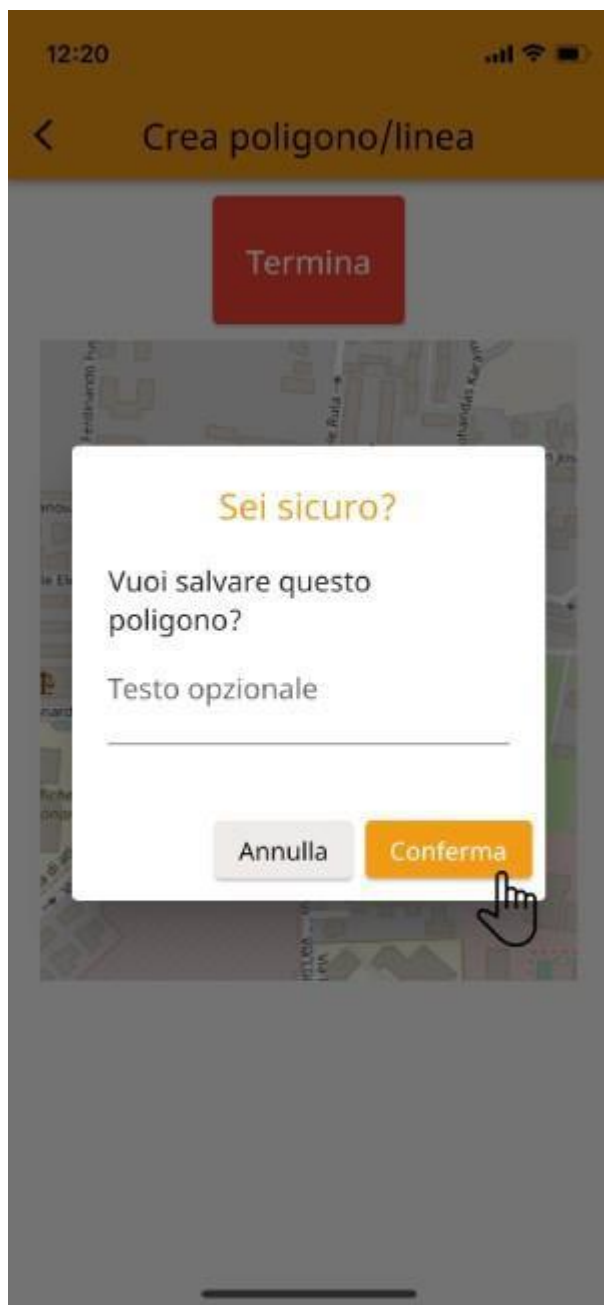 12:20
Crea poligono/linea
Termina
Sei sicuro?
Vuoi salvare questo
poligono?
Testo opzionale
Annulla
Conferma